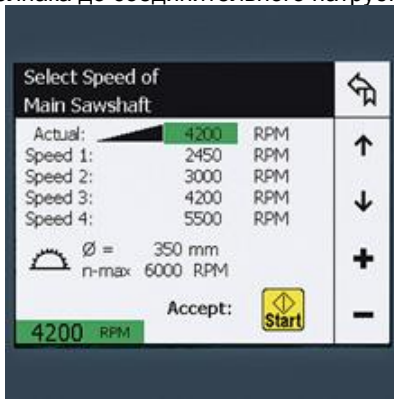 Select Speed of
Main Sawshaft
Actual: 4200 RPM
Speed 1: 2450 RPM
Speed 2: 3000 RPM
Speed 3: 4200 RPM
Speed 4: 5500 RPM
Ø = 350 mm
n-max 6000 RPM
Accept: Start
4200 RPM